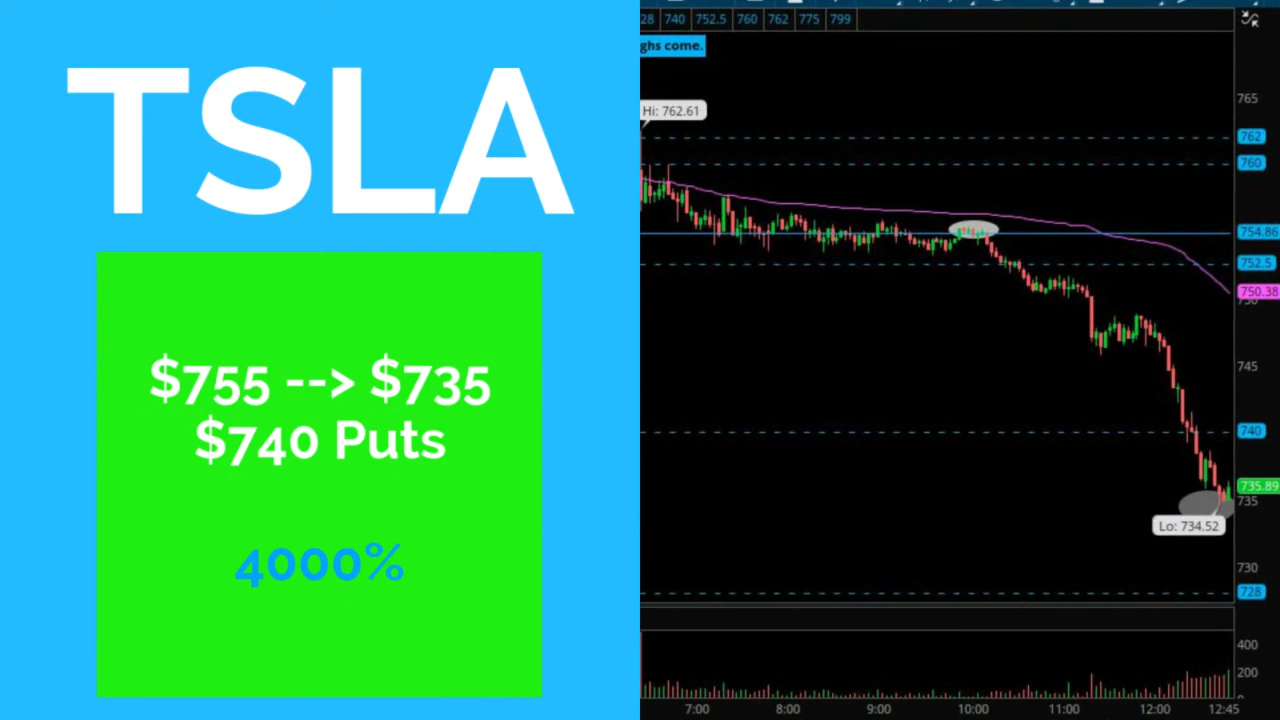 TSLA
$755 --> $735
$740 Puts
4000%
28 740 752.5 760 762 775 799
ghs come.
Hi: 762.61
765
762
760
754.86
752.5
750.38
745
740
735.89
735
Lo: 734.52
730
728
400
200
7:00 8:00 9:00 10:00 11:00 12:00 12:45